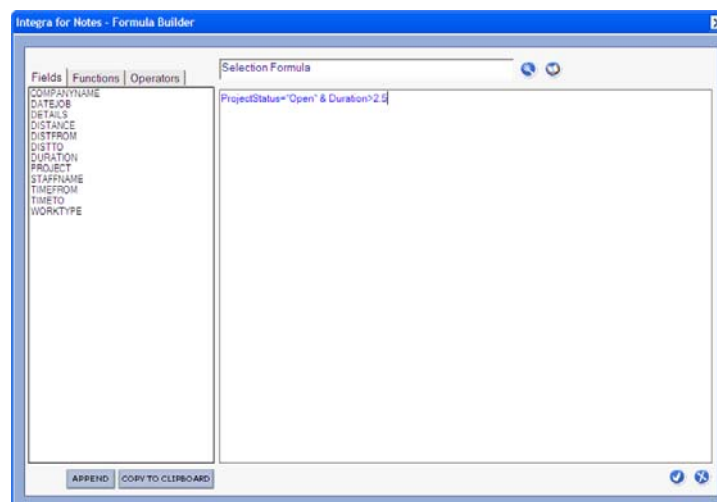 Integra for Notes - Formula Builder
Fields Functions Operators
Selection Formula
COMPANYNAME
DATEJOB
DETAILS
DISTANCE
DISTFROM
DISTTO
DURATION
PROJECT
STAFFNAME
TIMEFROM
TIMETO
WORKTYPE
ProjectStatus="Open" & Duration>2.5
APPEND COPY TO CLIPBOARD